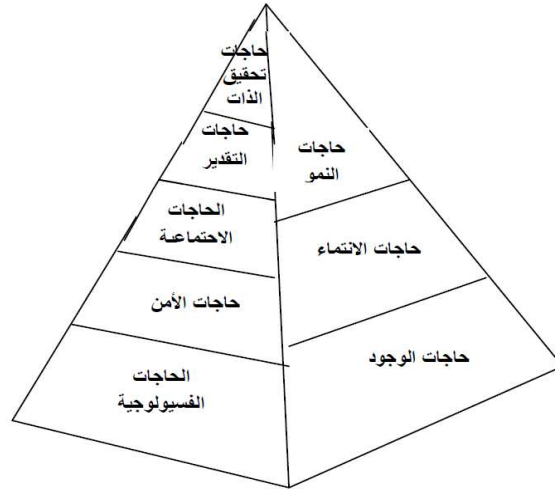 حاجات
تحقيق
الذات
حاجات
التقدير
الحاجات
الاجتماعية
حاجات الأمن
الحاجات
الفسيولوجية
حاجات
النمو
حاجات الانتماء
حاجات الوجود